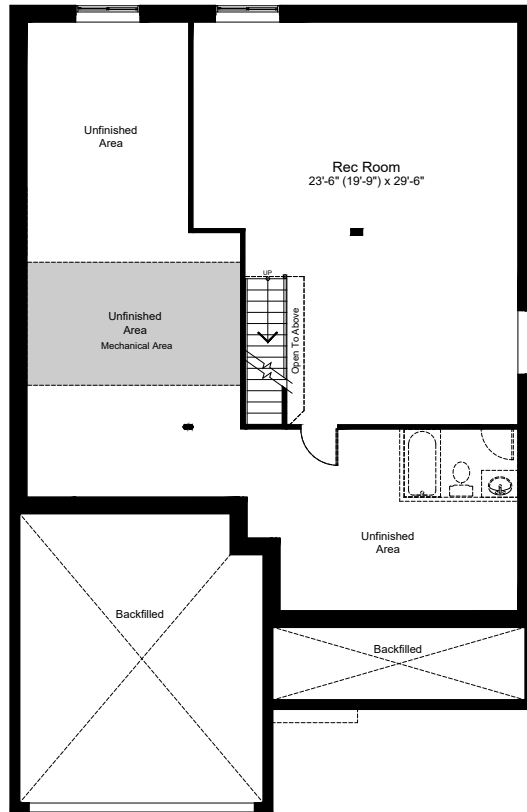 Unfinished
Area
Rec Room
23'-6" (19'-9") x 29'-6"
UP
Open To Above
Unfinished
Area
Mechanical Area
Unfinished
Area
Backfilled
Backfilled